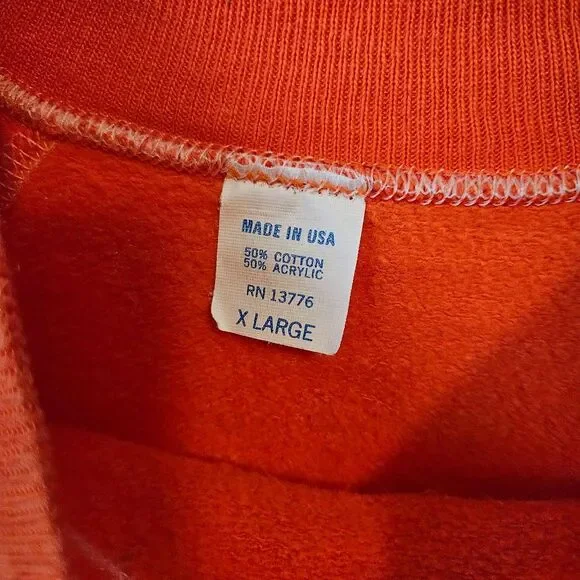 MADE IN USA
50% COTTON
50% ACRYLIC
RN 13776
X LARGE